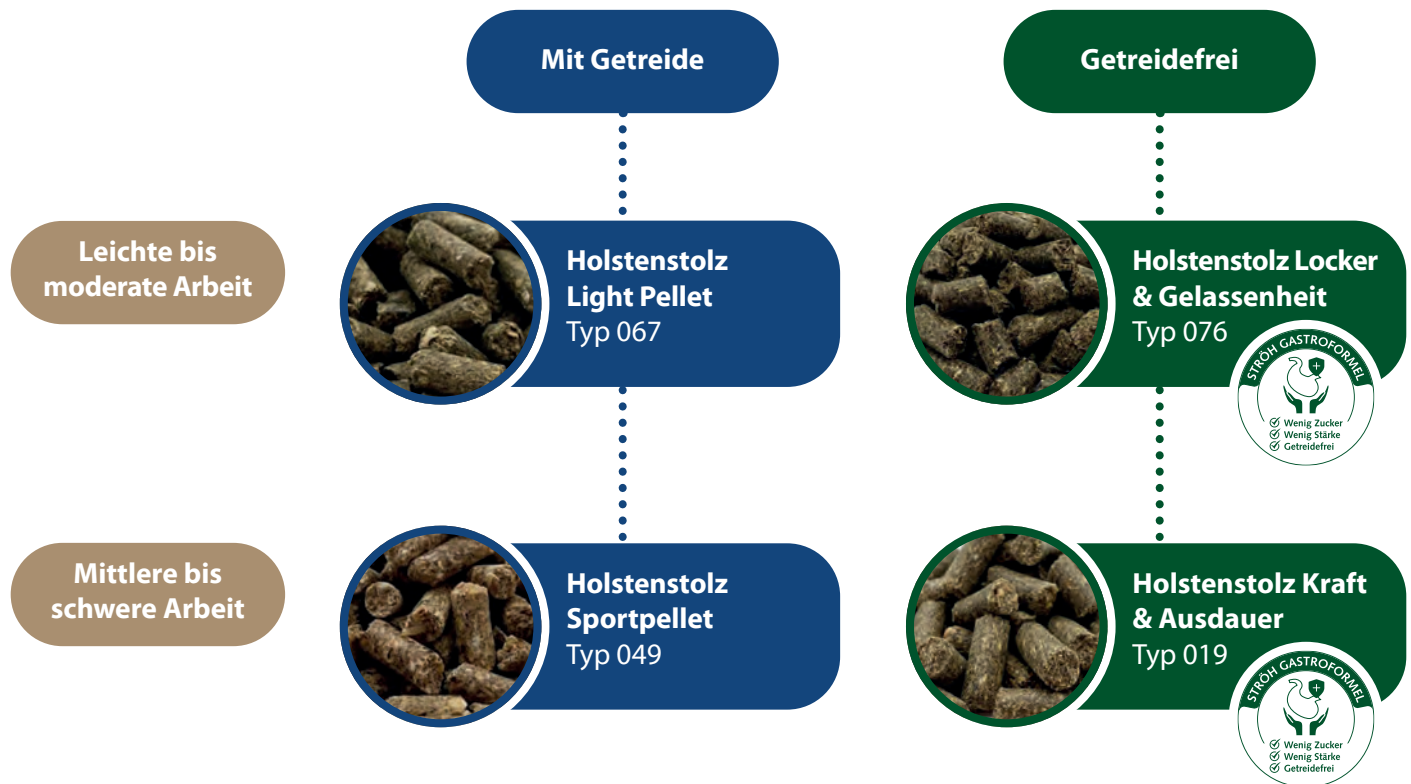 Mit Getreide
Getreidefrei
Leichte bis
moderate Arbeit
Holstenstolz
Light Pellet
Typ 067
Holstenstolz Locker
& Gelassenheit
Typ 076
STRÖH GASTROFORMEL
Wenig Zucker
Wenig Stärke
Getreidefrei
Mittlere bis
schwere Arbeit
Holstenstolz
Sportpellet
Typ 049
Holstenstolz Kraft
& Ausdauer
Typ 019
STRÖH GASTROFORMEL
Wenig Zucker
Wenig Stärke
Getreidefrei